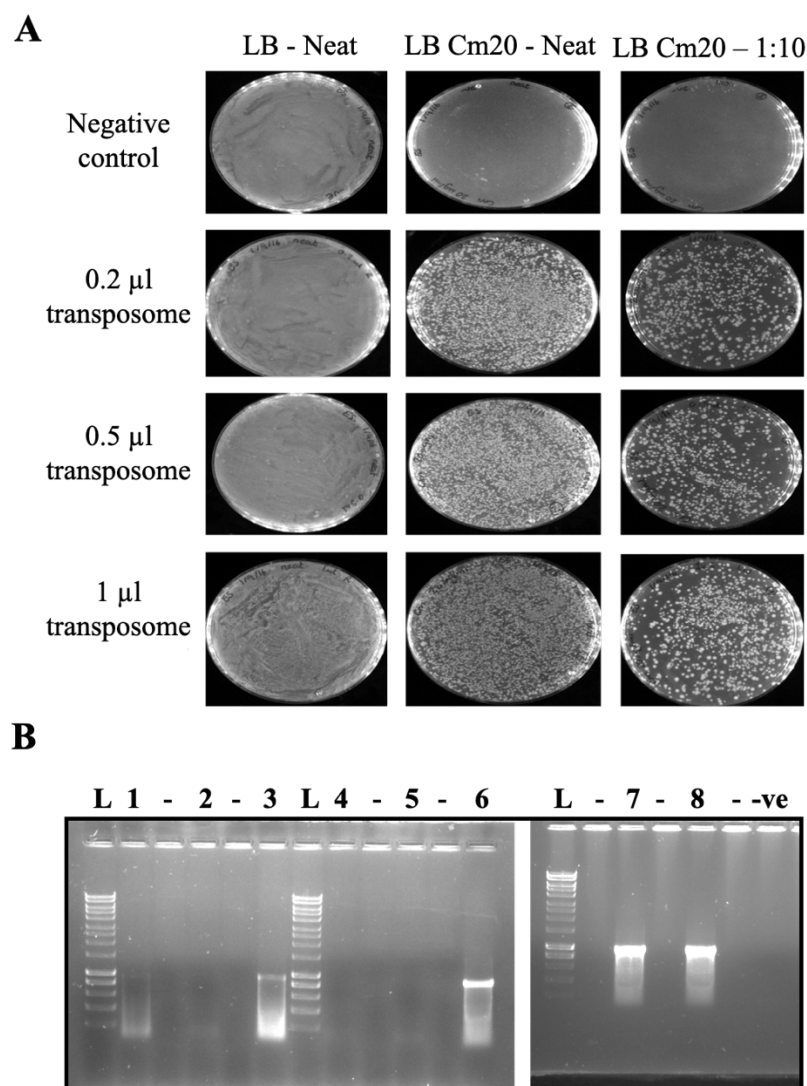 A
LB - Neat LB Cm20 - Neat LB Cm20 – 1:10
Negative
control
0.2 µl
transposome
0.5 µl
transposome
1 µl
transposome
B
L 1 - 2 - 3 L 4 - 5 - 6 L - 7 - 8 - -ve